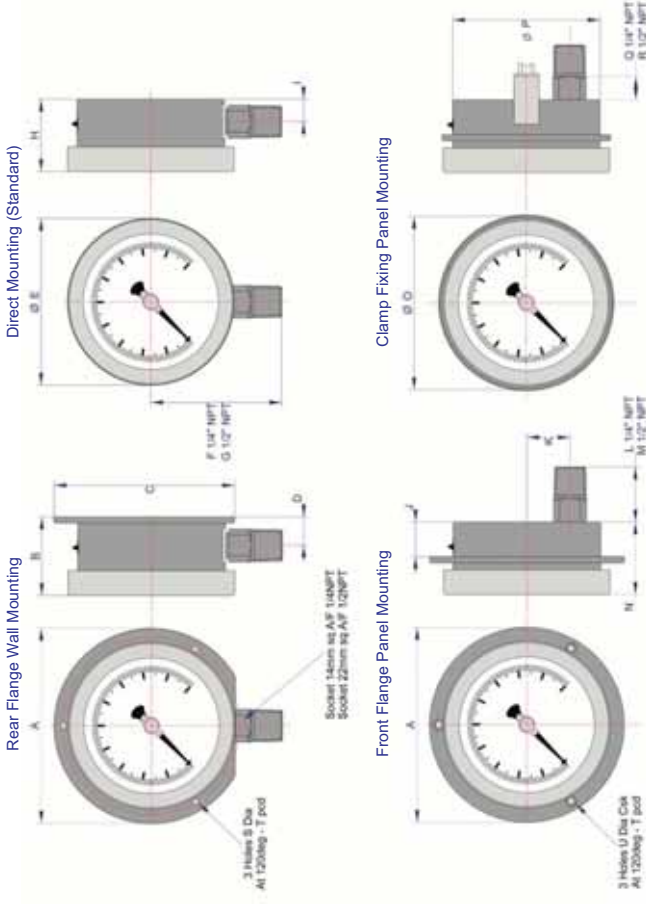 Rear Flange Wall Mounting
A
B
C
D
3 Holes S Dia
At 120deg - T pcd
Socket 14mm sq A/F 1/4NPT
Socket 22mm sq A/F 1/2NPT
Direct Mounting (Standard)
Ø E
H
I
F 1/4" NPT
G 1/2" NPT
Front Flange Panel Mounting
A
J
K
N
L 1/4" NPT
M 1/2" NPT
3 Holes U Dia Csk
At 120deg - T pcd
Clamp Fixing Panel Mounting
Ø O
Ø P
Q 1/4" NPT
R 1/2" NPT